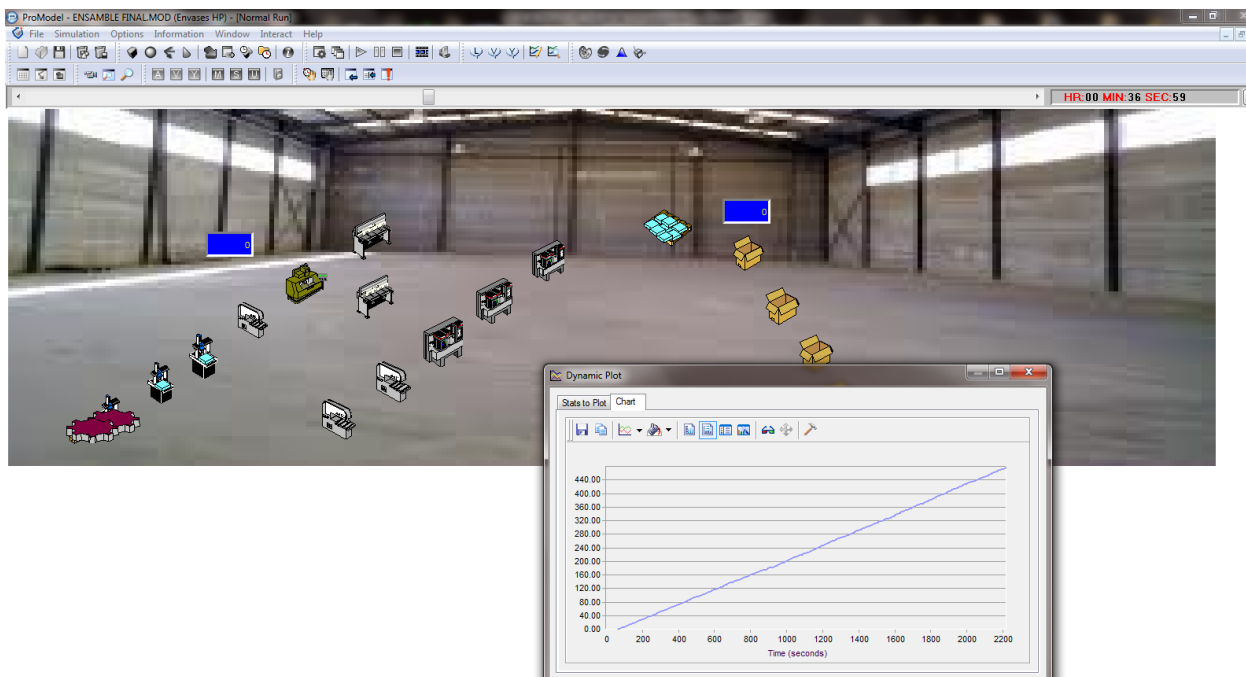 ProModel - ENSAMBLE FINAL.MOD (Envases HP) - [Normal Run]
File Simulation Options Information Window Interact Help
HR:00 MIN:36 SEC:59
0
0
Dynamic Plot
Stats to Plot Chart
440.00
400.00
360.00
320.00
280.00
240.00
200.00
160.00
120.00
80.00
40.00
0.00
0 200 400 600 800 1000 1200 1400 1600 1800 2000 2200
Time (seconds)